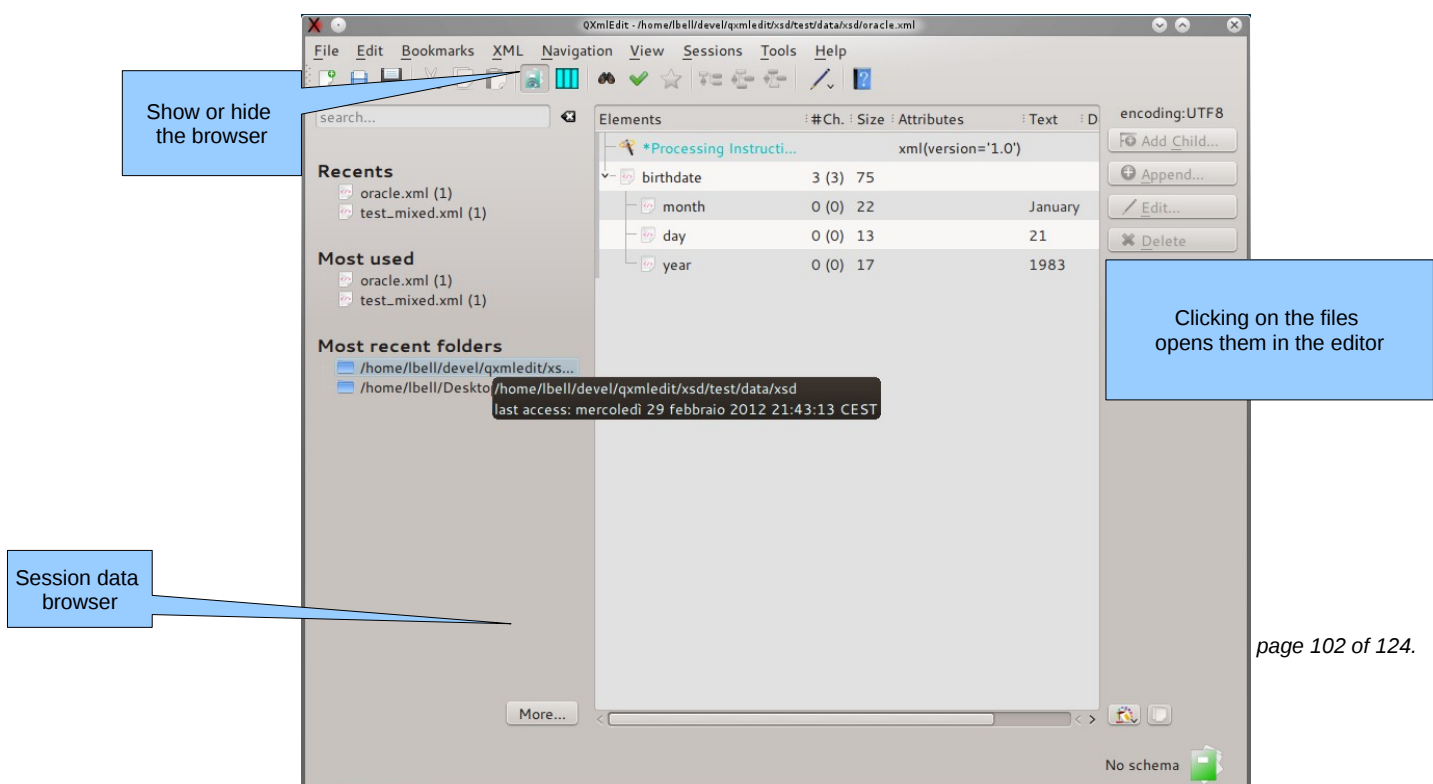 QXmlEdit - /home/lbell/devel/qxmledit/xsd/test/data/xsd/oracle.xml
File Edit Bookmarks XML Navigation View Sessions Tools Help
Show or hide
the browser
search...
Recents
oracle.xml (1)
test_mixed.xml (1)
Most used
oracle.xml (1)
test_mixed.xml (1)
Most recent folders
/home/lbell/devel/qxmledit/xs...
/home/lbell/Deskto
/home/lbell/devel/qxmledit/xsd/test/data/xsd
last access: mercoledì 29 febbraio 2012 21:43:13 CEST
Elements #Ch. Size Attributes Text D
*Processing Instructi... xml(version='1.0')
birthdate 3 (3) 75
month 0 (0) 22 January
day 0 (0) 13 21
year 0 (0) 17 1983
encoding:UTF8
Add Child...
Append...
Edit...
Delete
Clicking on the files
opens them in the editor
Session data
browser
page 102 of 124.
More...
No schema